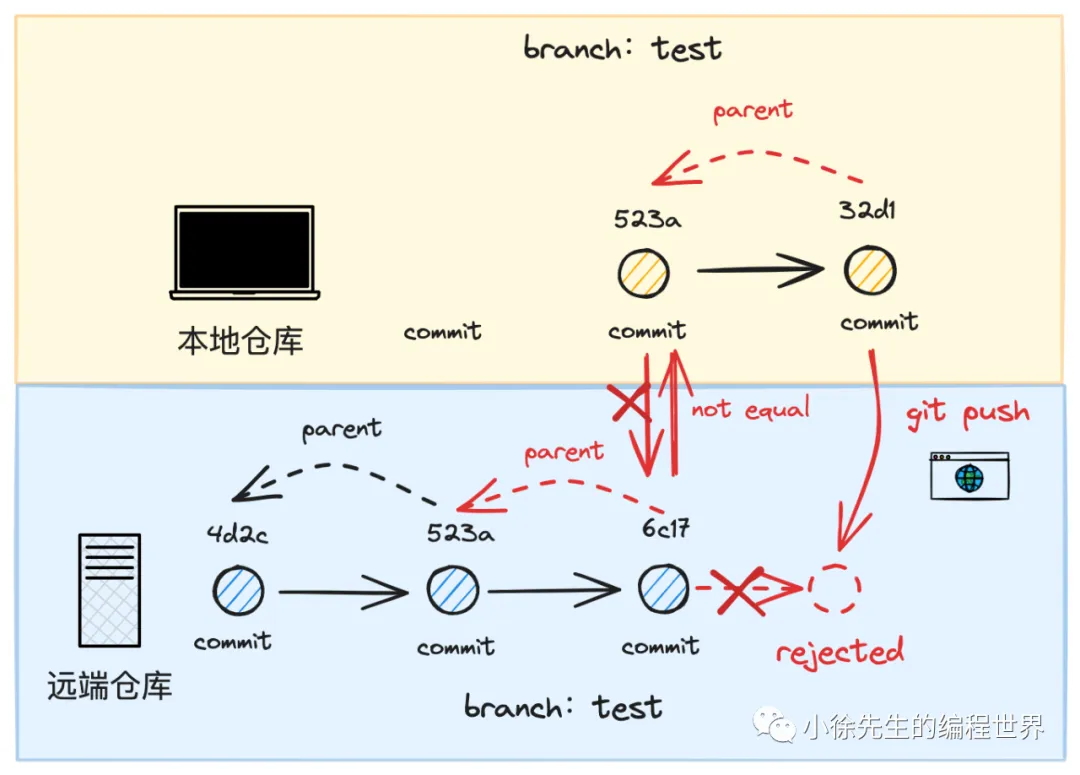 branch: test
parent
523a
32d1
本地仓库
commit
commit
commit
not equal
git push
parent
parent
4d2c
523a
6c17
commit
commit
commit
rejected
远端仓库
branch: test
小徐先生的编程世界